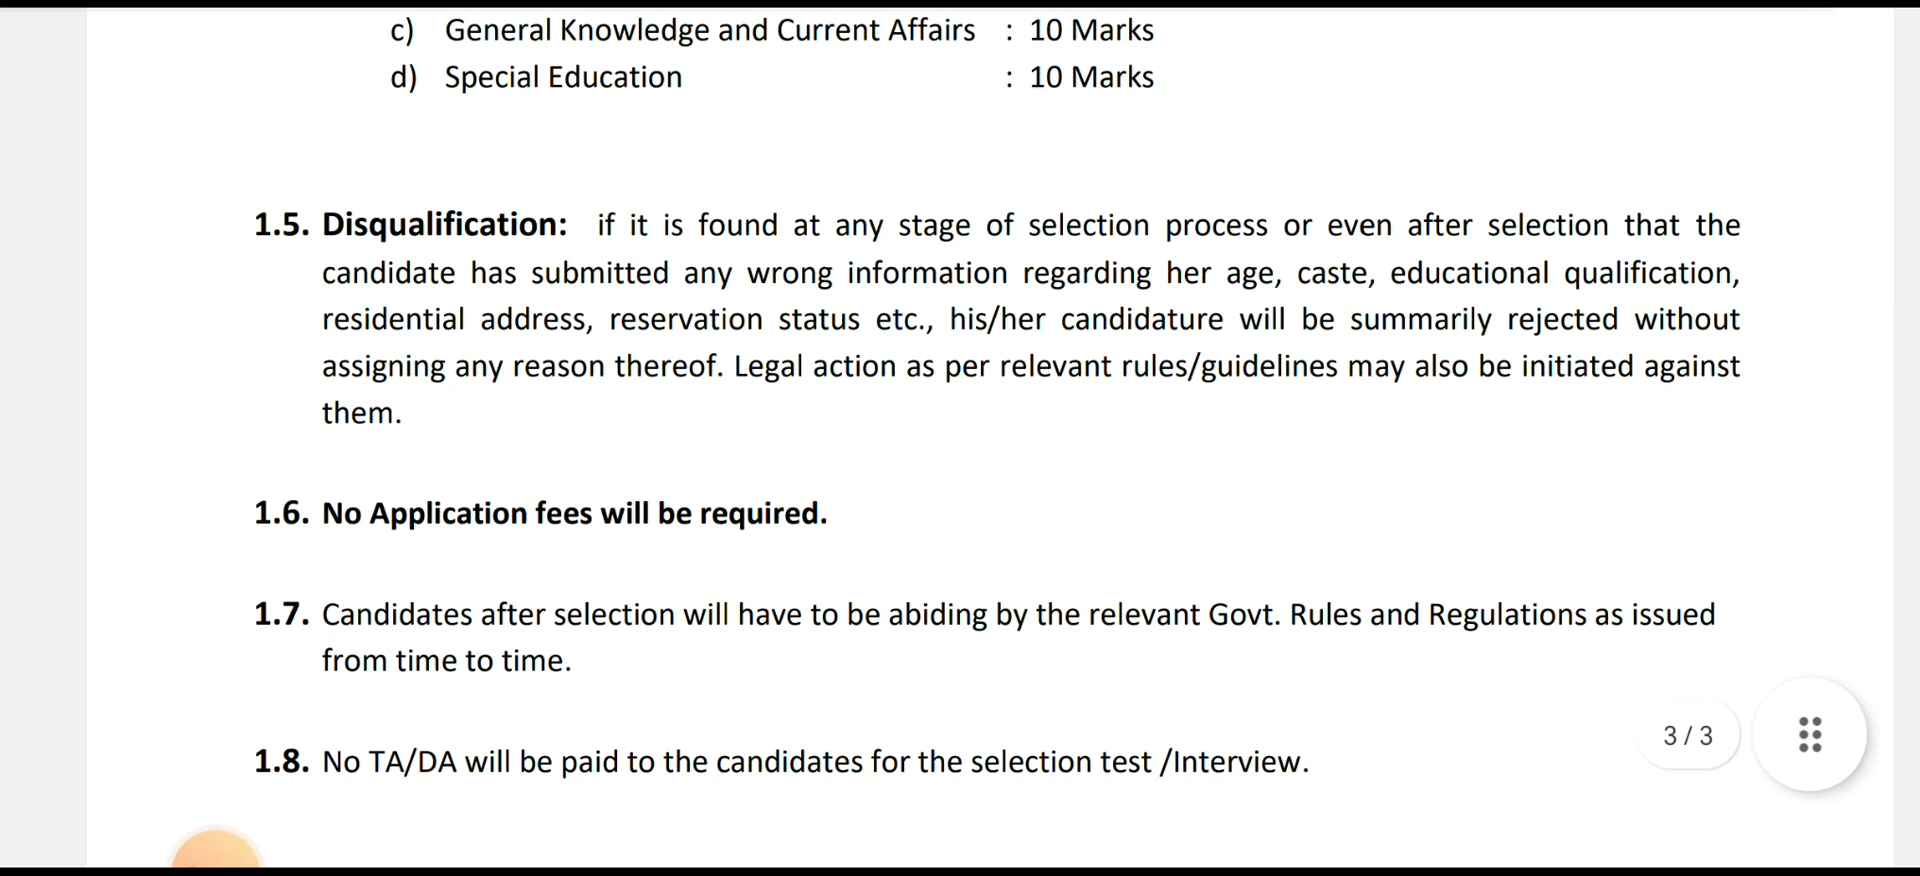 c) General Knowledge and Current Affairs : 10 Marks
d) Special Education : 10 Marks
1.5. Disqualification: if it is found at any stage of selection process or even after selection that the
candidate has submitted any wrong information regarding her age, caste, educational qualification,
residential address, reservation status etc., his/her candidature will be summarily rejected without
assigning any reason thereof. Legal action as per relevant rules/guidelines may also be initiated against
them.
1.6. No Application fees will be required.
1.7. Candidates after selection will have to be abiding by the relevant Govt. Rules and Regulations as issued
from time to time.
3 / 3
1.8. No TA/DA will be paid to the candidates for the selection test /Interview.